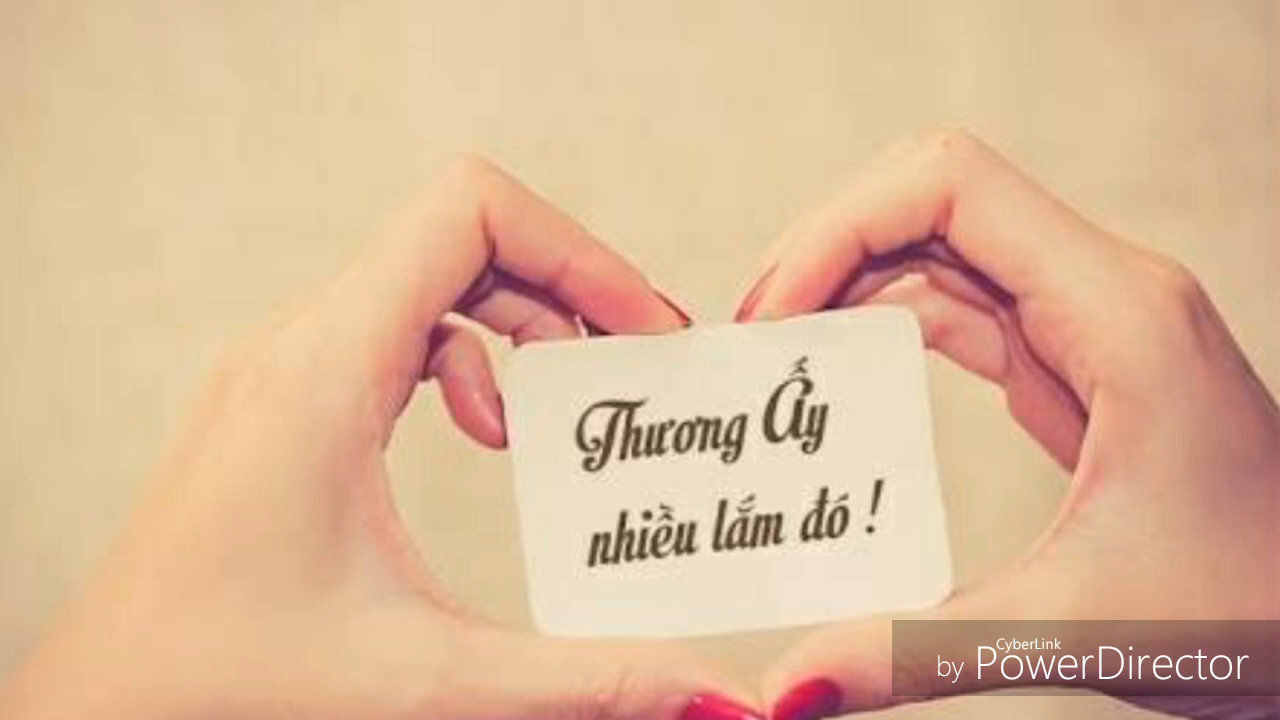 Thương Ấy
nhiều lắm đó !
CyberLink
by PowerDirector